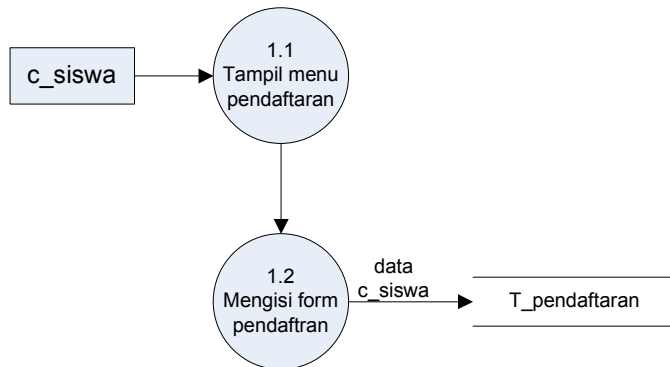 c_siswa
1.1
Tampil menu
pendaftaran
1.2
Mengisi form
pendaftran
data
c_siswa
T_pendaftaran